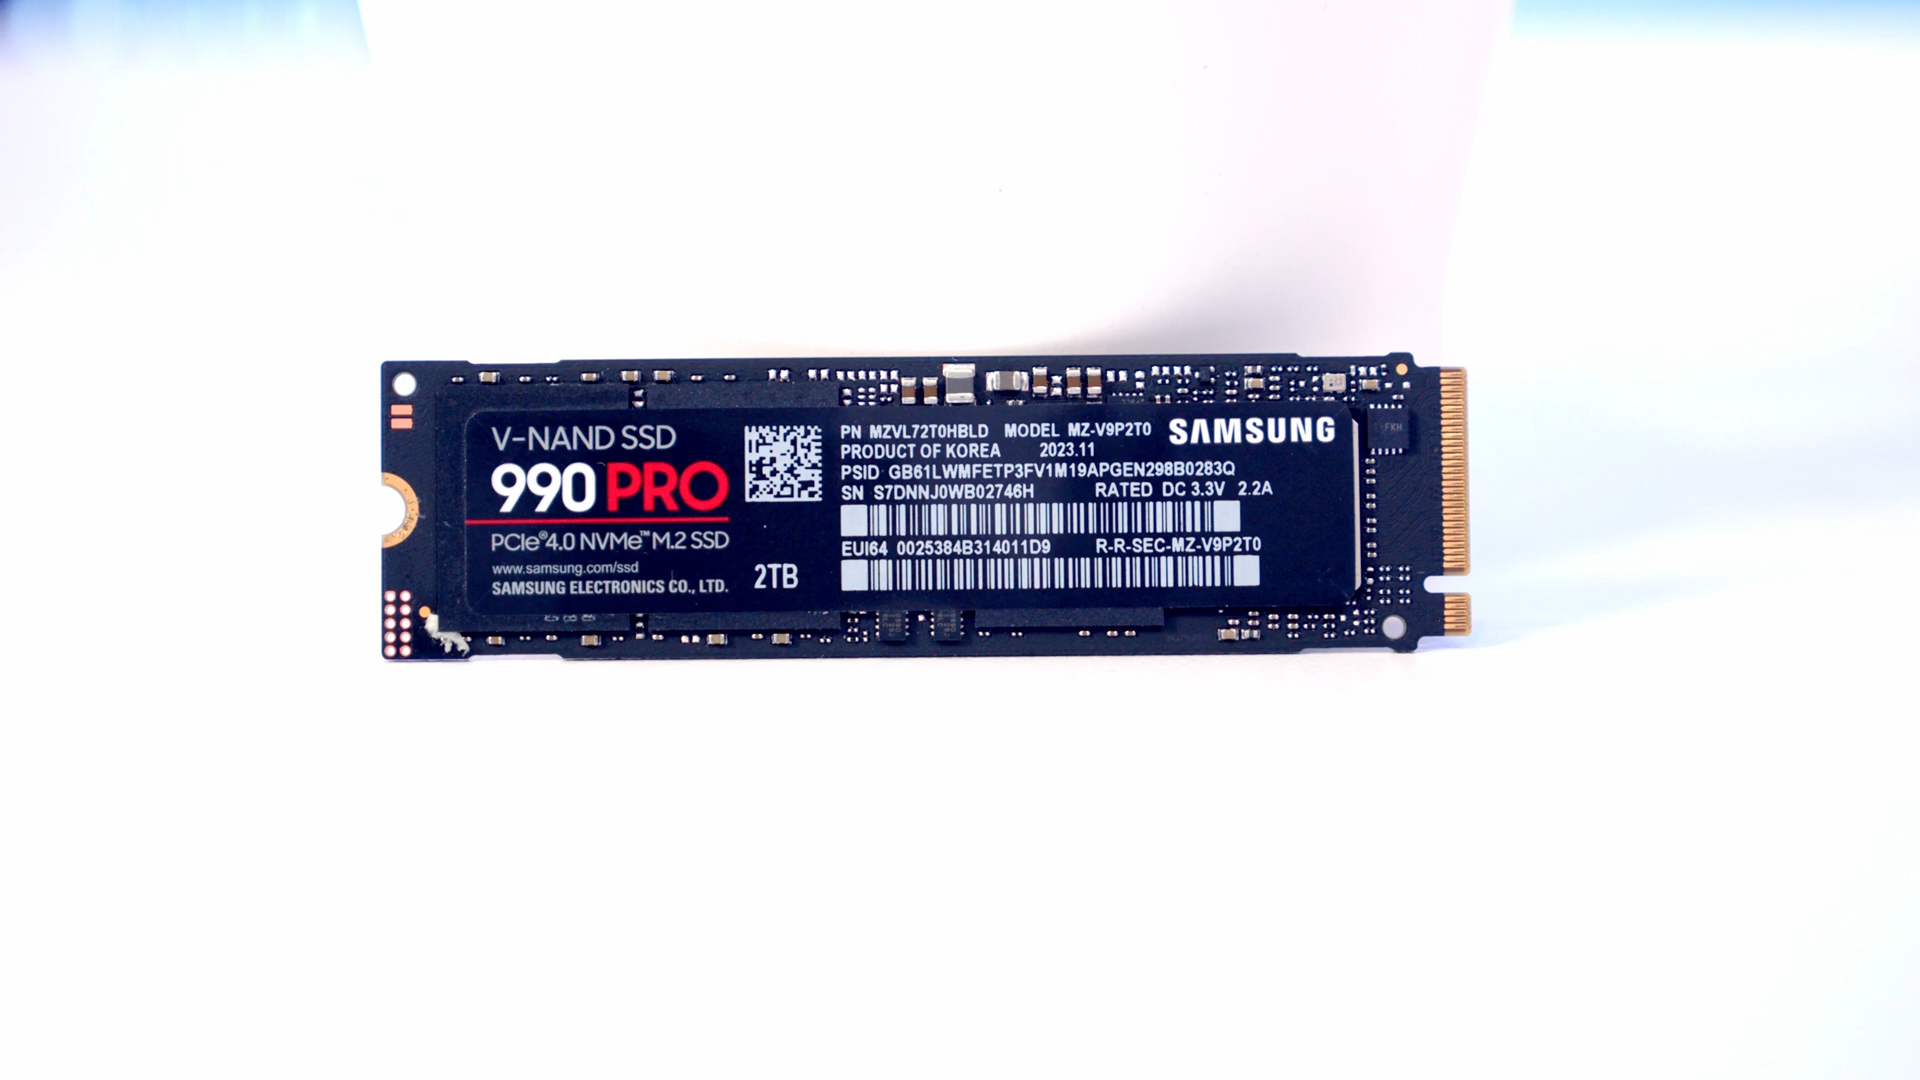 V-NAND SSD
990 PRO
PCIe®4.0 NVMe™ M.2 SSD
www.samsung.com/ssd
SAMSUNG ELECTRONICS CO., LTD.
2TB
PN MZVL72T0HBLD MODEL MZ-V9P2T0
SAMSUNG
PRODUCT OF KOREA 2023.11
PSID GB61LWMFETP3FV1M19APGEN298B0283Q
SN S7DNNJ0WB02746H RATED DC 3.3V 2.2A
EUI64 0025384B314011D9 R-R-SEC-MZ-V9P2T0